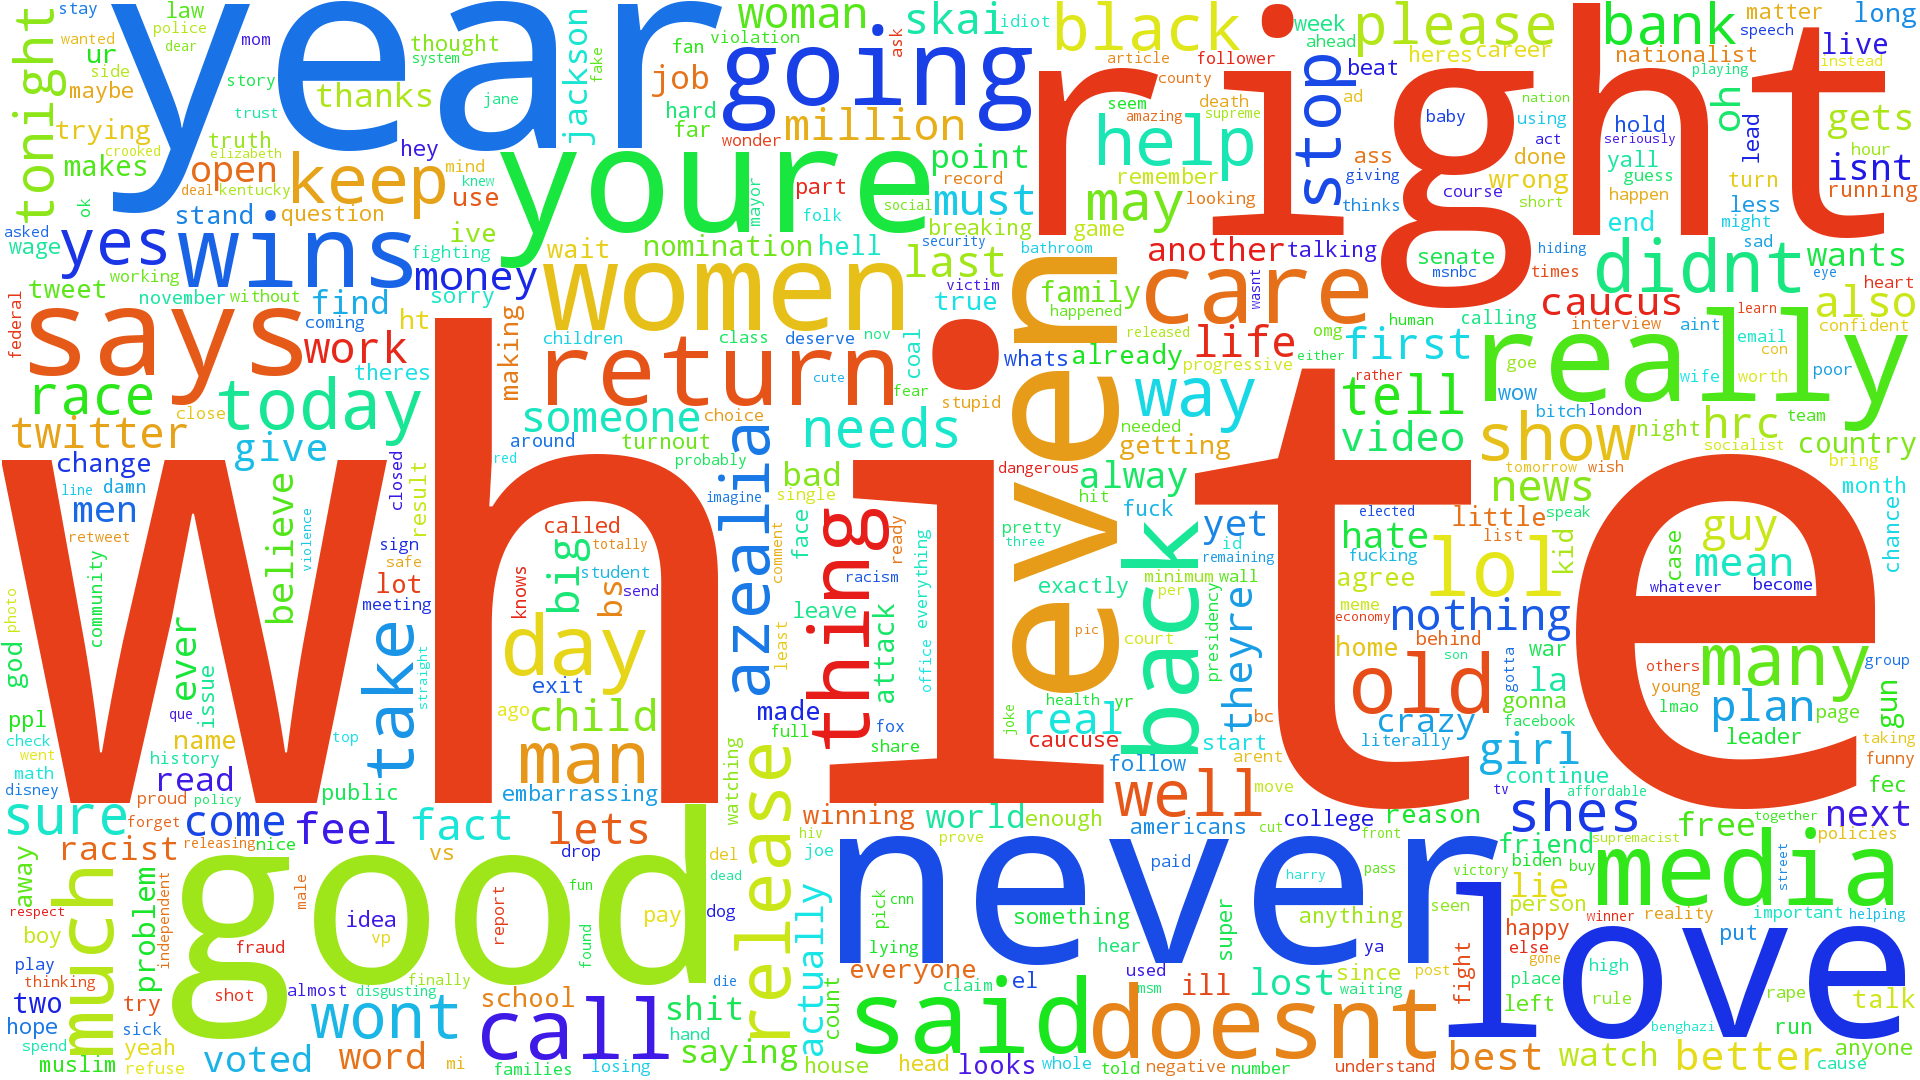 white
right
year
never
good
love
even
really
youre
going
says
women
return
care
wins
media
said
doesnt
thing
back
old
many
today
day
man
call
wont
release
much
take
azealia
lol
show
keep
black
please
bank
help
stop
may
must
didnt
way
someone
needs
tonight
yes
race
twitter
work
money
open
thanks
woman
skai
job
million
jackson
point
last
true
nomination
hell
wait
ive
use
stand
question
find
ht
tweet
makes
trying
maybe
ur
law
stay
police
wanted
dear
mom
side
story
trust
truth
elizabeth
crooked
deal
kentucky
hey
mind
knew
thought
system
jane
fan
violation
fake
ask
idiot
hard
far
wonder
mayor
part
folk
social
record
remember
breaking
looking
game
security
victim
bathroom
article
follower
county
seem
death
amazing
supreme
week
ahead
beat
ad
ass
giving
thinks
baby
heres
career
nation
using
act
done
wrong
course
short
nationalist
matter
speech
playing
long
live
instead
oh
lead
gets
hour
isnt
running
hold
seriously
yall
guess
happen
turn
less
might
end
sad
wants
eye
heart
also
confident
learn
email
con
worth
poor
aint
wife
team
another
talking
senate
msnbc
hiding
times
caucus
interview
calling
human
wasnt
family
happened
released
already
life
omg
either
first
progressive
rather
goe
wow
bitch
london
tell
video
night
hrc
socialist
country
bring
tomorrow
wish
news
month
chance
asked
wage
ok
working
november
without
fighting
sorry
federal
coming
theres
making
children
class
deserve
nov
coal
cute
fear
whats
stupid
close
choice
turnout
probably
around
red
give
change
line
damn
men
retweet
closed
result
believe
violence
sign
safe
lot
meeting
called
totally
big
student
bs
send
knows
imagine
bad
single
face
comment
ready
racism
dangerous
needed
getting
alway
hit
pretty
three
exactly
fuck
yet
id
remaining
minimum
wall
per
court
pic
theyre
presidency
elected
hate
fucking
agree
meme
economy
home
behind
son
little
list
speak
kid
nothing
gotta
war
la
gonna
facebook
guy
case
mean
whatever
become
others
young
lmao
group
plan
page
leader
gun
taking
funny
fec
god
photo
community
ever
que
issue
ppl
check
went
math
disney
name
history
top
straight
read
proud
policy
public
exit
ago
child
embarrassing
made
full
fox
share
leave
attack
least
office
everything
health
yr
joke
real
caucuse
bc
start
arent
follow
move
well
crazy
literally
girl
continue
affordable
tv
shes
free
together
policies
next
sure
forget
come
releasing
nice
feel
fact
vs
lets
drop
watching
winning
world
enough
hiv
joe
prove
americans
cut
college
front
reason
paid
harry
pass
victory
friend
biden
buy
supremacist
street
lie
person
racist
away
respect
boy
play
thinking
two
hope
spend
muslim
problem
independent
male
fraud
idea
vp
shot
report
fun
found
pay
del
dead
dog
die
actually
pick
cnn
lying
something
hear
super
anything
ya
seen
winner
reality
important
helping
happy
else
gone
put
place
high
left
rule
rape
talk
benghazi
run
anyone
try
sick
yeah
refuse
almost
disgusting
finally
voted
word
mi
school
families
losing
shit
hand
saying
count
house
everyone
claim
el
head
looks
whole
used
msm
told
negative
ill
number
lost
since
waiting
post
understand
fight
best
watch
better
cause